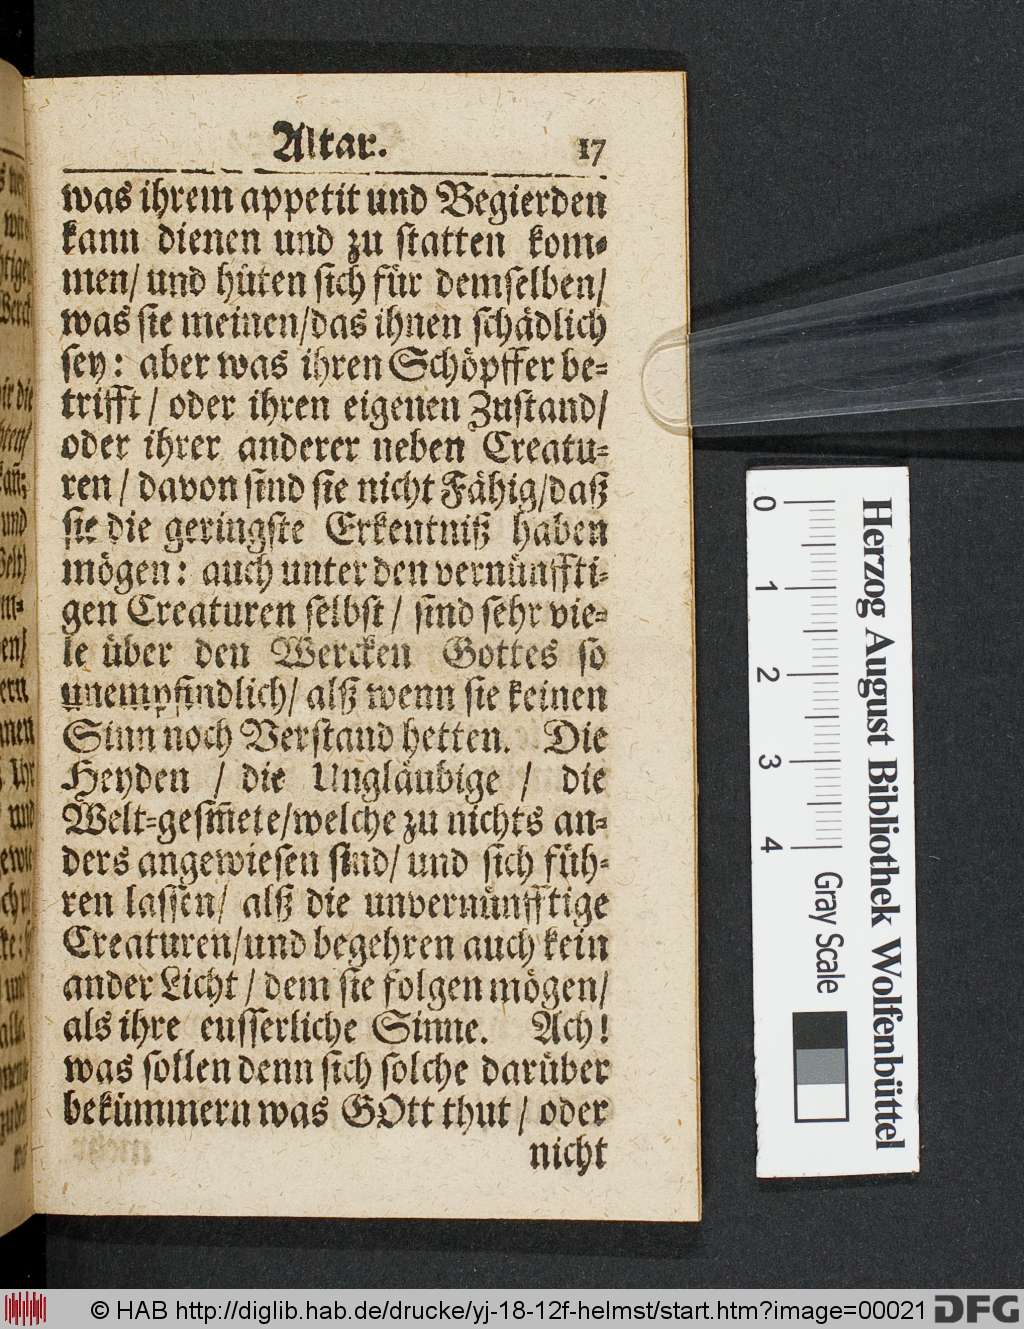 Altar. 17
was ihrem appetit und Begierden
kann dienen und zu statten kom-
men/ und hüten sich für demselben/
was sie meinen/das ihnen schädlich
sey: aber was ihren Schöpffer be-
trifft / oder ihren eigenen Zustand/
oder ihrer anderer neben Creatu-
ren / davon sind sie nicht Fähig/daß
sie die geringste Erkentniß haben
mögen: auch unter den vernünffti-
gen Creaturen selbst / sind sehr vie-
le über den Wercken Gottes so
unempfindlich/ alß wenn sie keinen
Sinn noch Verstand hetten. Die
Heyden / die Ungläubige / die
Welt-gesiñete/welche zu nichts an-
ders angewiesen sind/ und sich füh-
ren lassen/ alß die unvernünfftige
Creaturen/und begehren auch kein
ander Licht / dem sie folgen mögen/
als ihre eusserliche Sinne. Ach!
was sollen denn sich solche darüber
bekümmern was GOtt thut / oder
nicht
Herzog August Bibliothek Wolfenbüttel
0 1 2 3 4 Gray Scale
© HAB http://diglib.hab.de/drucke/yj-18-12f-helmst/start.htm?image=00021
DFG